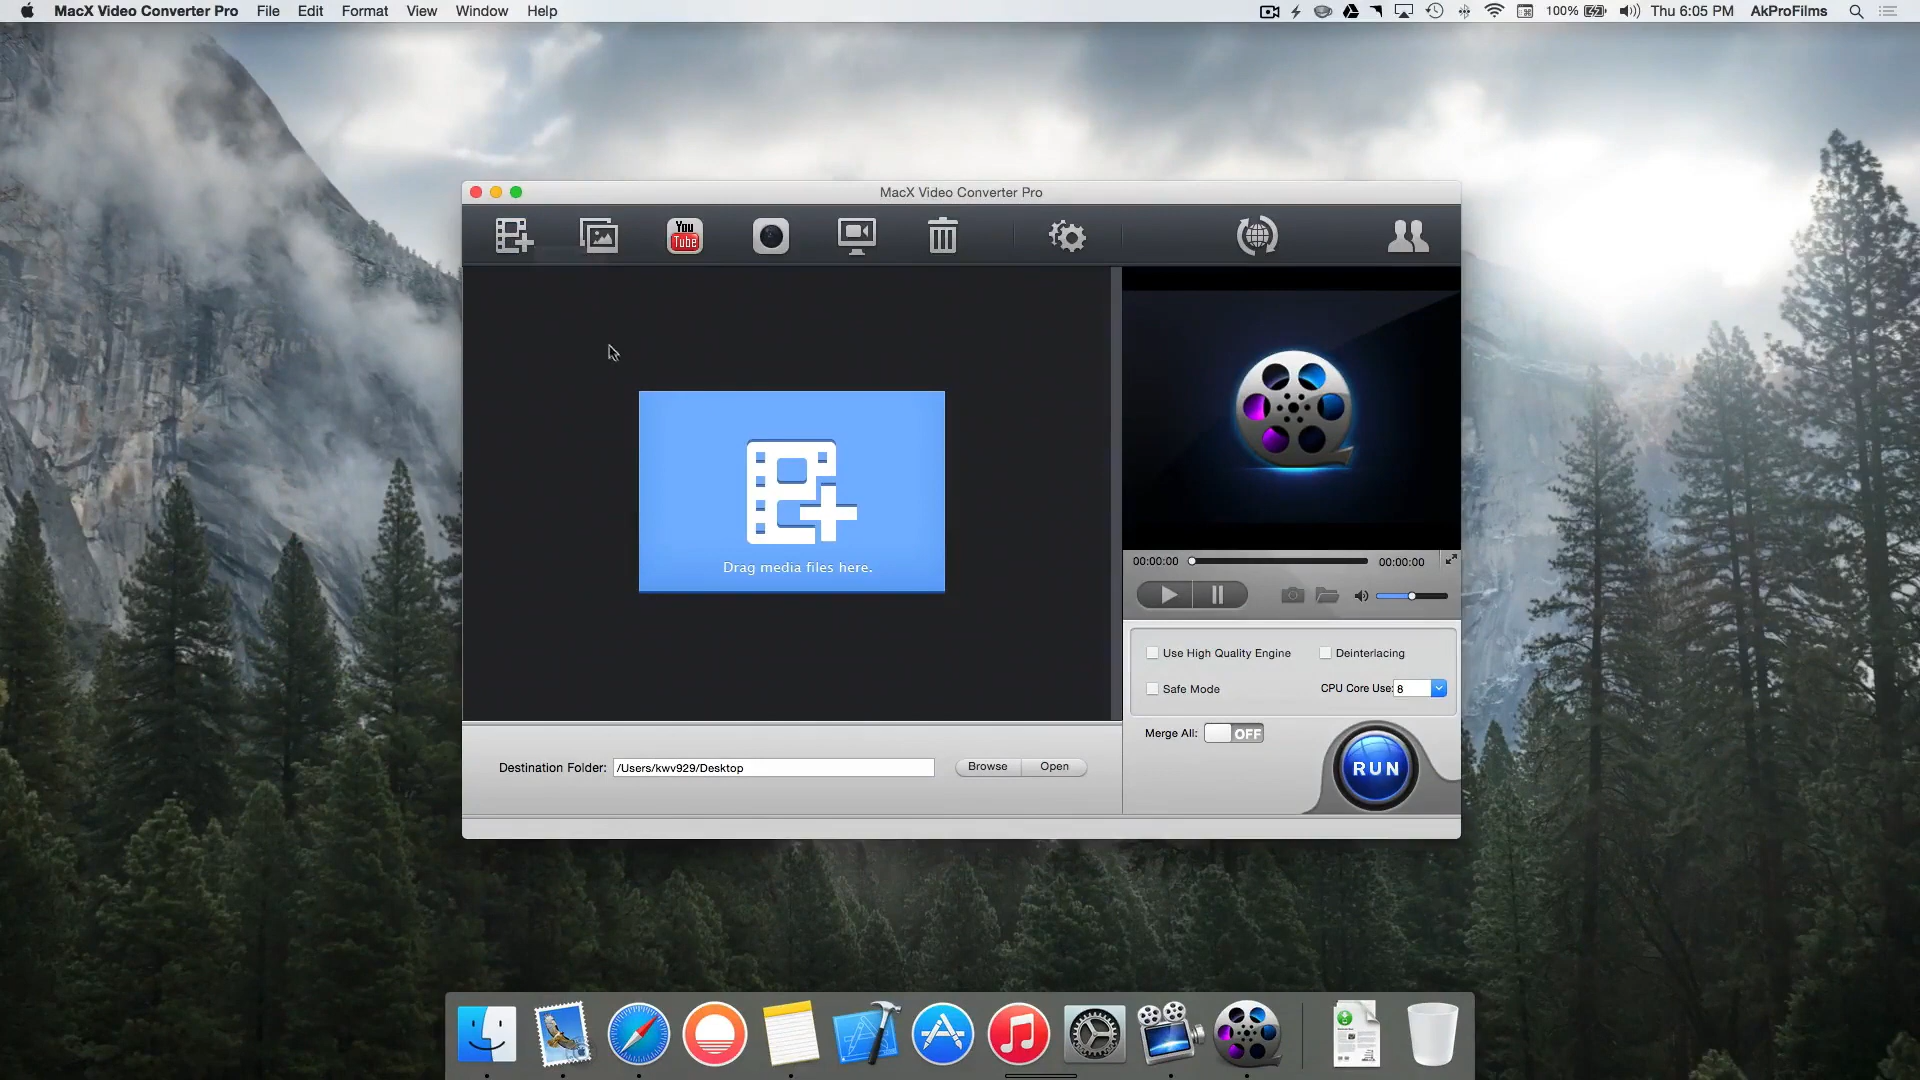 MacX Video Converter Pro File Edit Format View Window Help 100% Thu 6:05 PM AkProFilms
MacX Video Converter Pro
You
Tube
Drag media files here.
00:00:00 00:00:00
Use High Quality Engine Deinterlacing
Safe Mode CPU Core Use: 8
Merge All: OFF
Destination Folder: /Users/kwv929/Desktop Browse Open
RUN